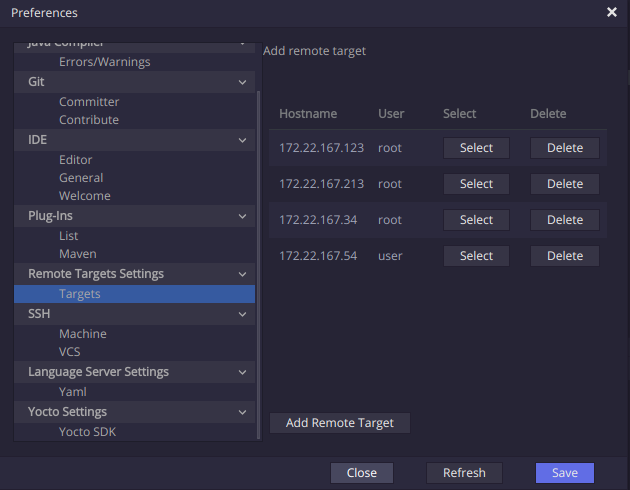 Preferences
Java Compiler
Errors/Warnings
Git
Committer
Contribute
IDE
Editor
General
Welcome
Plug-Ins
List
Maven
Remote Targets Settings
Targets
SSH
Machine
VCS
Language Server Settings
Yaml
Yocto Settings
Yocto SDK
Add remote target
Hostname User Select Delete
172.22.167.123 root Select Delete
172.22.167.213 root Select Delete
172.22.167.34 root Select Delete
172.22.167.54 user Select Delete
Add Remote Target
Close Refresh Save